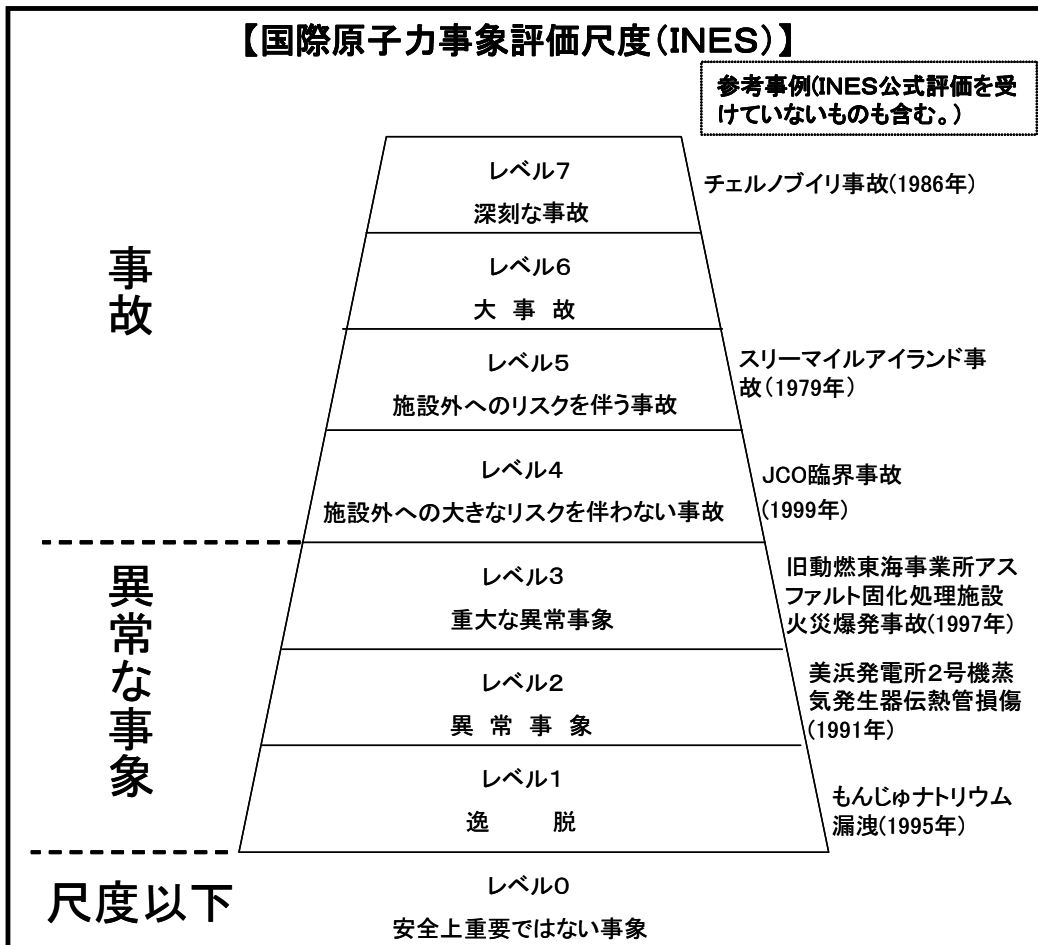 【国際原子力事象評価尺度(INES)】
参考事例(INES公式評価を受
けていないものも含む。)
レベル7
深刻な事故
チェルノブイリ事故(1986年)
事故
レベル6
大 事 故
レベル5
施設外へのリスクを伴う事故
スリーマイルアイランド事
故(1979年)
レベル4
施設外への大きなリスクを伴わない事故
JCO臨界事故
(1999年)
異常な事象
レベル3
重大な異常事象
旧動燃東海事業所アス
ファルト固化処理施設
火災爆発事故(1997年)
レベル2
異 常 事 象
美浜発電所2号機蒸
気発生器伝熱管損傷
(1991年)
レベル1
逸 脱
もんじゅナトリウム
漏洩(1995年)
尺度以下
レベル0
安全上重要ではない事象